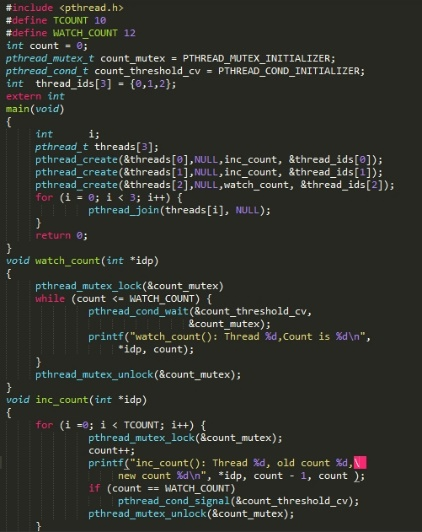 #include <pthread.h>
#define TCOUNT 10
#define WATCH_COUNT 12
int count = 0;
pthread_mutex_t count_mutex = PTHREAD_MUTEX_INITIALIZER;
pthread_cond_t count_threshold_cv = PTHREAD_COND_INITIALIZER;
int  thread_ids[3] = {0,1,2};
extern int
main(void)
{
int      i;
pthread_t threads[3];
pthread_create(&threads[0],NULL,inc_count, &thread_ids[0]);
pthread_create(&threads[1],NULL,inc_count, &thread_ids[1]);
pthread_create(&threads[2],NULL,watch_count, &thread_ids[2]);
for (i = 0; i < 3; i++) {
pthread_join(threads[i], NULL);
}
return 0;
}
void watch_count(int *idp)
{
pthread_mutex_lock(&count_mutex)
while (count <= WATCH_COUNT) {
pthread_cond_wait(&count_threshold_cv,
&count_mutex);
printf("watch_count(): Thread %d,Count is %d\n",
*idp, count);
}
pthread_mutex_unlock(&count_mutex);
}
void inc_count(int *idp)
{
for (i =0; i < TCOUNT; i++) {
pthread_mutex_lock(&count_mutex);
count++;
printf("inc_count(): Thread %d, old count %d,\
new count %d\n", *idp, count - 1, count );
if (count == WATCH_COUNT)
pthread_cond_signal(&count_threshold_cv);
pthread_mutex_unlock(&count_mutex);
}